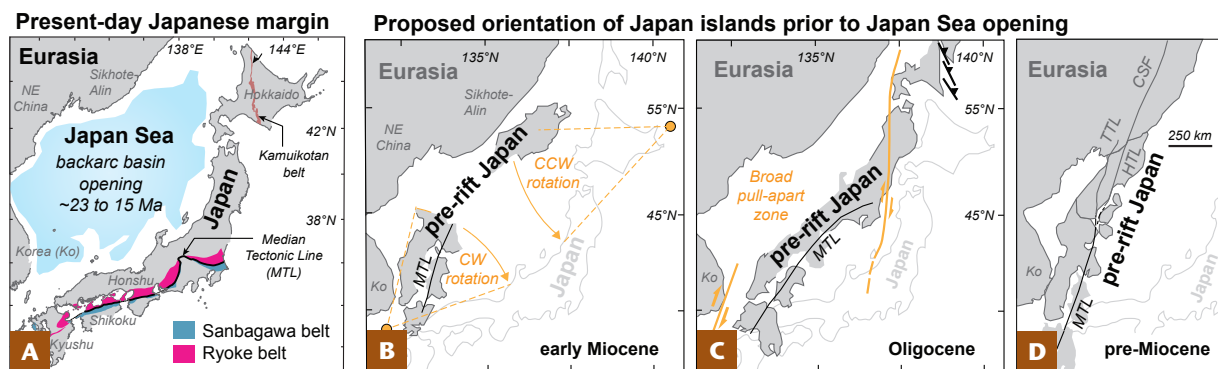 Present-day Japanese margin
Proposed orientation of Japan islands prior to Japan Sea opening
A
Eurasia
138°E
144°E
NE
China
Sikhote-
Alin
Hokkaido
Japan Sea
backarc basin
opening
~23 to 15 Ma
42°N
Kamuikotan
belt
Japan
38°N
Korea (Ko)
Median
Tectonic Line
(MTL)
Honshu
Shikoku
Kyushu
Sanbagawa belt
Ryoke belt
B
135°N
140°N
Eurasia
Sikhote-
Alin
55°N
NE
China
CCW
rotation
pre-rift Japan
45°N
MTL
CW
rotation
Japan
Ko
early Miocene
C
135°N
140°N
Eurasia
55°N
Broad
pull-apart
zone
pre-rift Japan
45°N
MTL
Ko
Japan
Oligocene
D
Eurasia
CSF
TTL
HTL
250 km
pre-rift Japan
MTL
Japan
pre-Miocene